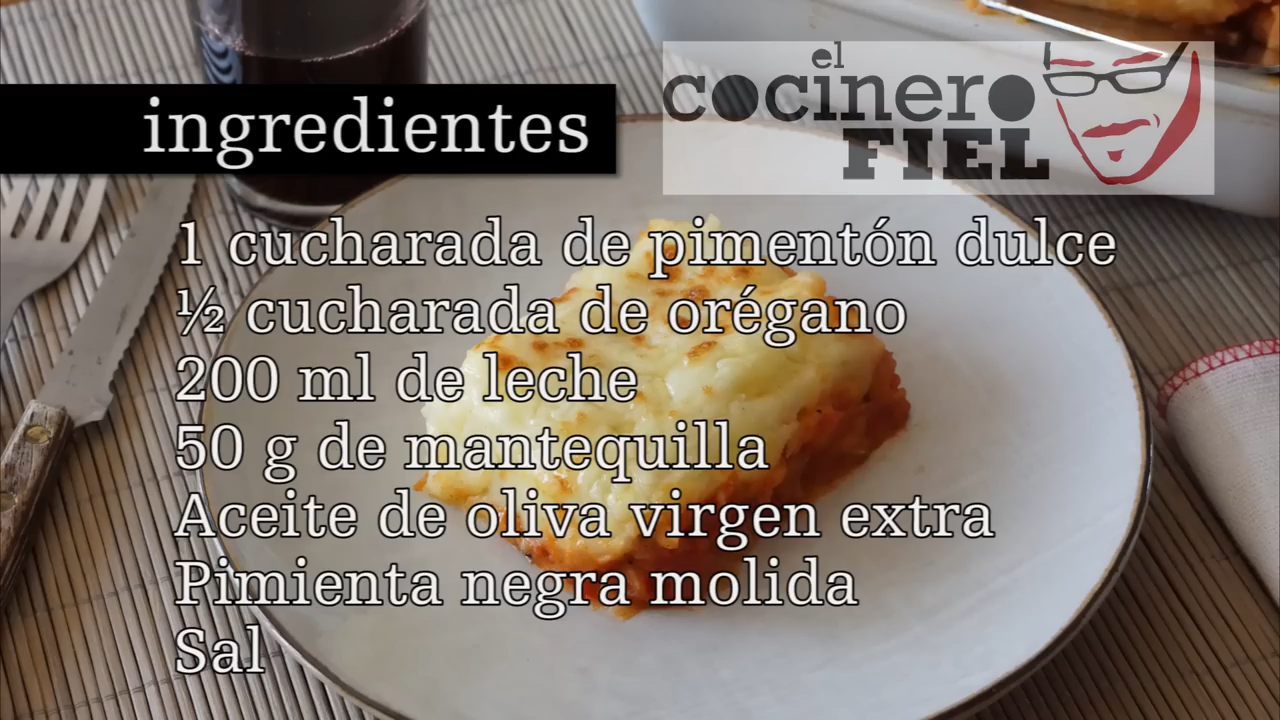 el
cocinero
FIEL
ingredientes
1 cucharada de pimentón dulce
½ cucharada de orégano
200 ml de leche
50 g de mantequilla
Aceite de oliva virgen extra
Pimienta negra molida
Sal